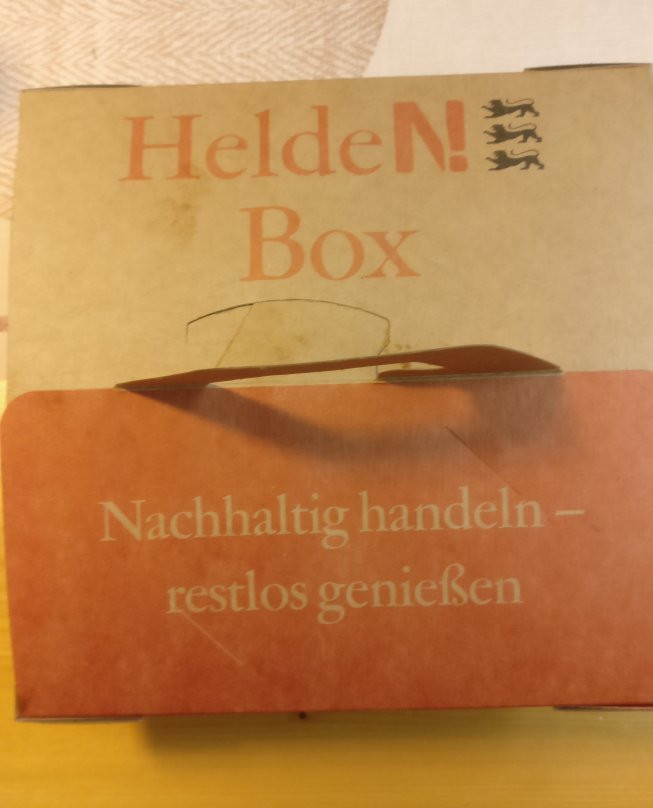 HeldeN!
Box
Nachhaltig handeln –
restlos genießen